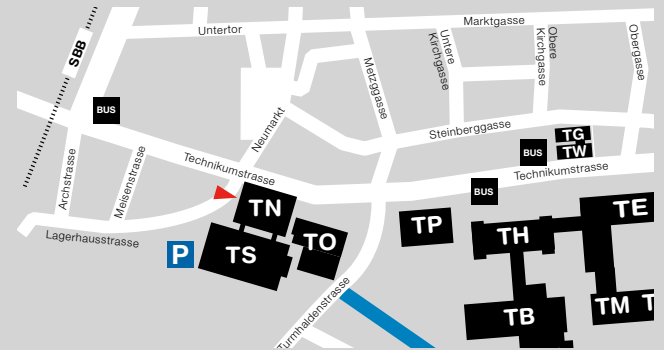 Marktgasse
Untertor
SBB
Untere
Kirchgasse
Obere
Kirchgasse
Obergasse
Metzggasse
BUS
Neumarkt
Steinberggasse
TG
TW
BUS
Technikumstrasse
Technikumstrasse
Archstrasse
Meisenstrasse
BUS
TN
TE
TP
TH
TO
TS
P
Lagerhausstrasse
TM T
TB
Turmhaldenstrasse